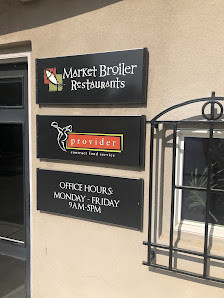 Market Broiler
Restaurants
provider
contract food service
OFFICE HOURS:
MONDAY - FRIDAY
9AM-5PM